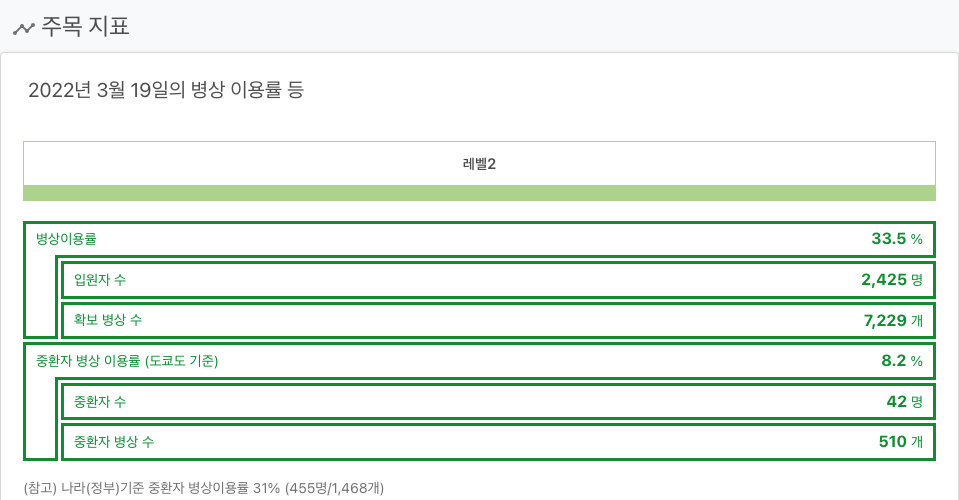 주목 지표
2022년 3월 19일의 병상 이용률 등
레벨2
병상이용률 33.5 %
입원자 수 2,425 명
확보 병상 수 7,229 개
중환자 병상 이용률 (도쿄도 기준) 8.2 %
중환자 수 42 명
중환자 병상 수 510 개
(참고) 나라(정부)기준 중환자 병상이용률 31% (455명/1,468개)